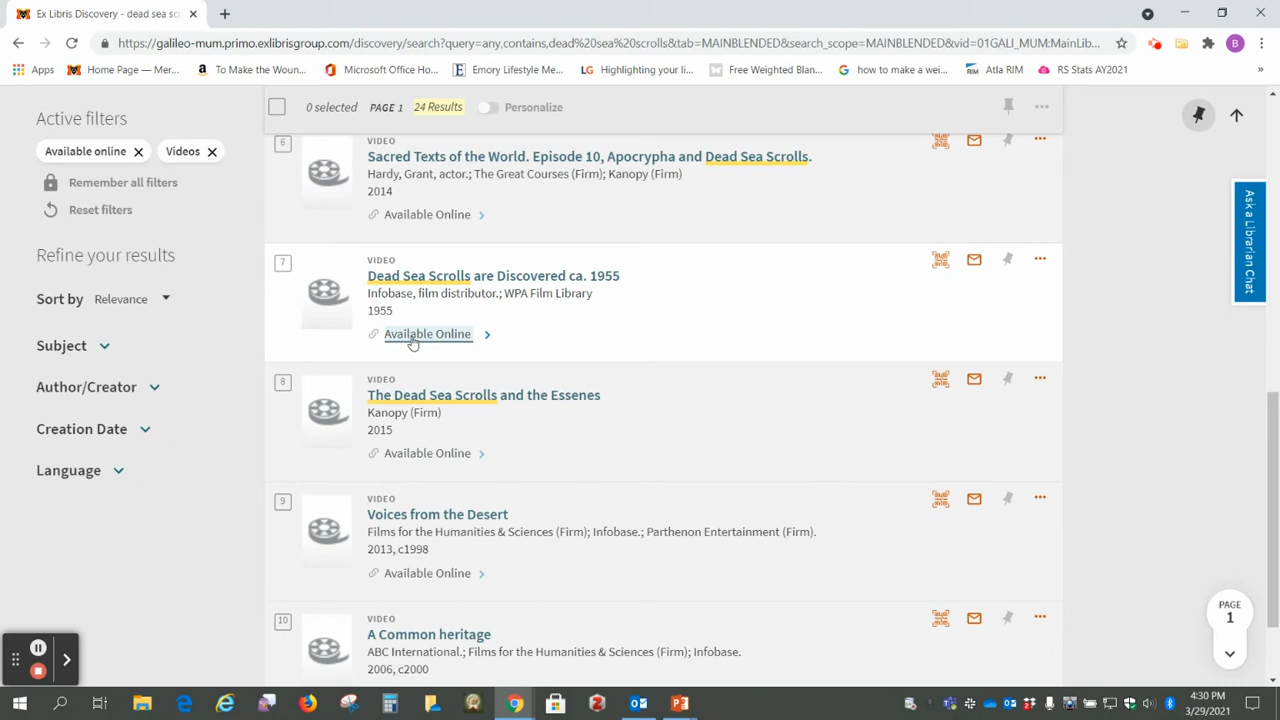 Ex Libris Discovery - dead sea scr
https://galileo-mum.primo.exlibrisgroup.com/discovery/search?query=any,contains,dead%20sea%20scrolls&tab=MAINBLENDED&search_scope=MAINBLENDED&vid=01GALI_MUM:MainLib...
B
Apps
Home Page — Mer...
To Make the Woun...
Microsoft Office Ho...
Emory Lifestyle Me...
LG Highlighting your li...
Free Weighted Blan...
how to make a wei...
RIM Atla RIM
RS Stats AY2021
»
0 selected
PAGE 1
24 Results
Personalize
Active filters
Available online
Videos
Remember all filters
Reset filters
Refine your results
Sort by Relevance
Subject
Author/Creator
Creation Date
Language
6
VIDEO
Sacred Texts of the World. Episode 10, Apocrypha and Dead Sea Scrolls.
Hardy, Grant, actor.; The Great Courses (Firm); Kanopy (Firm)
2014
Available Online
7
VIDEO
Dead Sea Scrolls are Discovered ca. 1955
Infobase, film distributor.; WPA Film Library
1955
Available Online
8
VIDEO
The Dead Sea Scrolls and the Essenes
Kanopy (Firm)
2015
Available Online
9
VIDEO
Voices from the Desert
Films for the Humanities & Sciences (Firm); Infobase.; Parthenon Entertainment (Firm).
2013, c1998
Available Online
10
VIDEO
A Common heritage
ABC International.; Films for the Humanities & Sciences (Firm); Infobase.
2006, c2000
Ask a Librarian Chat
PAGE
1
4:30 PM
3/29/2021